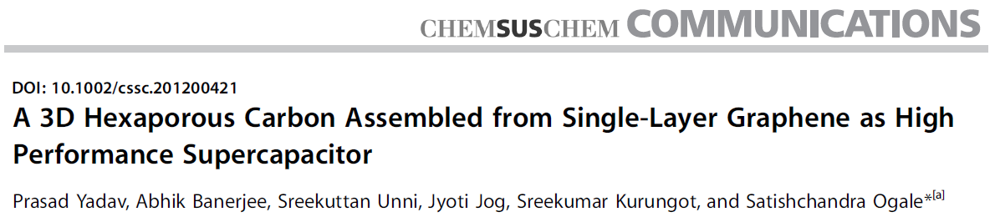 CHEMSUSCHEM COMMUNICATIONS
DOI: 10.1002/cssc.201200421
A 3D Hexaporous Carbon Assembled from Single-Layer Graphene as High
Performance Supercapacitor
Prasad Yadav, Abhik Banerjee, Sreekuttan Unni, Jyoti Jog, Sreekumar Kurungot, and Satishchandra Ogale*[a]